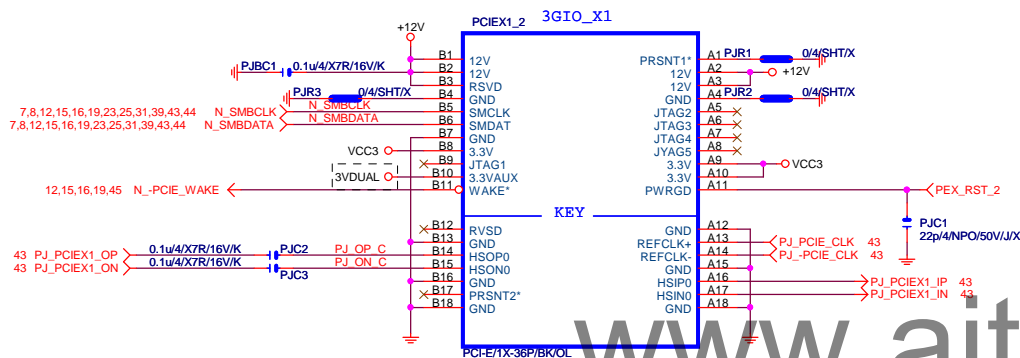 3GIO_X1
PCIEX1_2
+12V
PJBC1 0.1u/4/X7R/16V/K
PJR3 0/4/SHT/X
7,8,12,15,16,19,23,25,31,39,43,44 N_SMBCLK N_SMBCLK
7,8,12,15,16,19,23,25,31,39,43,44 N_SMBDATA N_SMBDATA
VCC3
3VDUAL
12,15,16,19,45 N_-PCIE_WAKE
43 PJ_PCIEX1_OP 0.1u/4/X7R/16V/K PJC2 PJ_OP_C
43 PJ_PCIEX1_ON 0.1u/4/X7R/16V/K PJC3 PJ_ON_C
B1 12V
B2 12V
B3 RSVD
B4 GND
B5 SMCLK
B6 SMDAT
B7 GND
B8 3.3V
B9 JTAG1
B10 3.3VAUX
B11 WAKE*
KEY
B12 RVSD
B13 GND
B14 HSOP0
B15 HSON0
B16 GND
B17 PRSNT2*
B18 GND
PRSNT1* A1
12V A2
12V A3
GND A4
JTAG2 A5
JTAG3 A6
JTAG4 A7
JYAG5 A8
3.3V A9
3.3V A10
PWRGD A11
GND A12
REFCLK+ A13
REFCLK- A14
GND A15
HSIP0 A16
HSIN0 A17
GND A18
PJR1 0/4/SHT/X
+12V
PJR2 0/4/SHT/X
VCC3
PEX_RST_2
PJC1
22p/4/NPO/50V/J/X
PJ_PCIE_CLK 43
PJ_-PCIE_CLK 43
PJ_PCIEX1_IP 43
PJ_PCIEX1_IN 43
PCI-E/1X-36P/BK/OL
www.ait